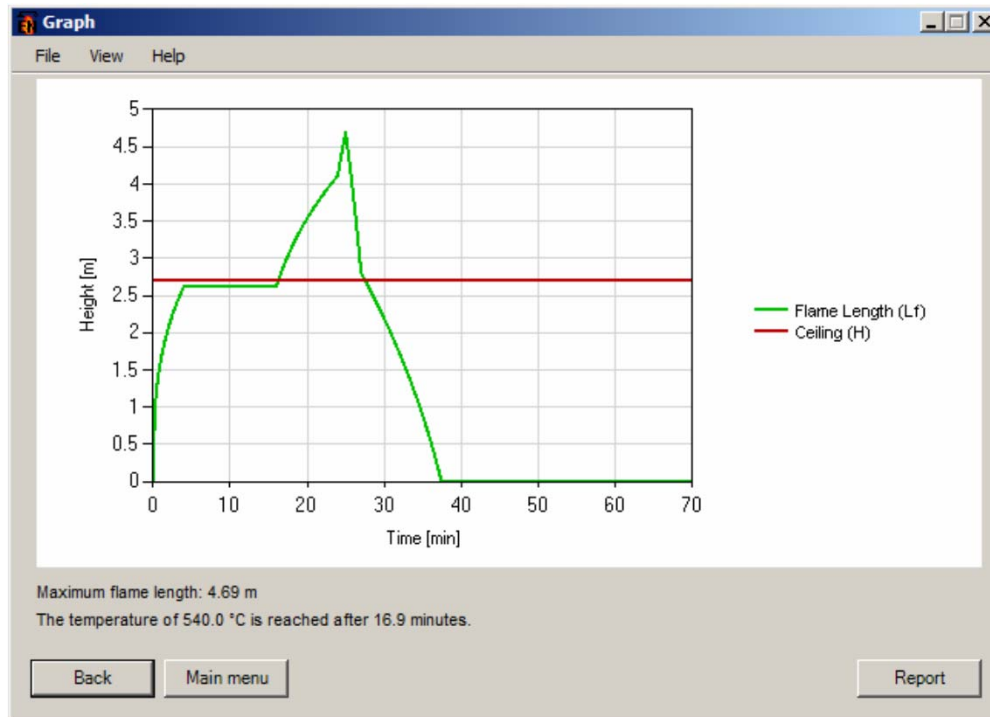 Graph
File View Help
5
4.5
4
3.5
3
2.5
2
1.5
1
0.5
0
Height [m]
0 10 20 30 40 50 60 70
Time [min]
Flame Length (Lf)
Ceiling (H)
Maximum flame length: 4.69 m
The temperature of 540.0 °C is reached after 16.9 minutes.
Back Main menu Report